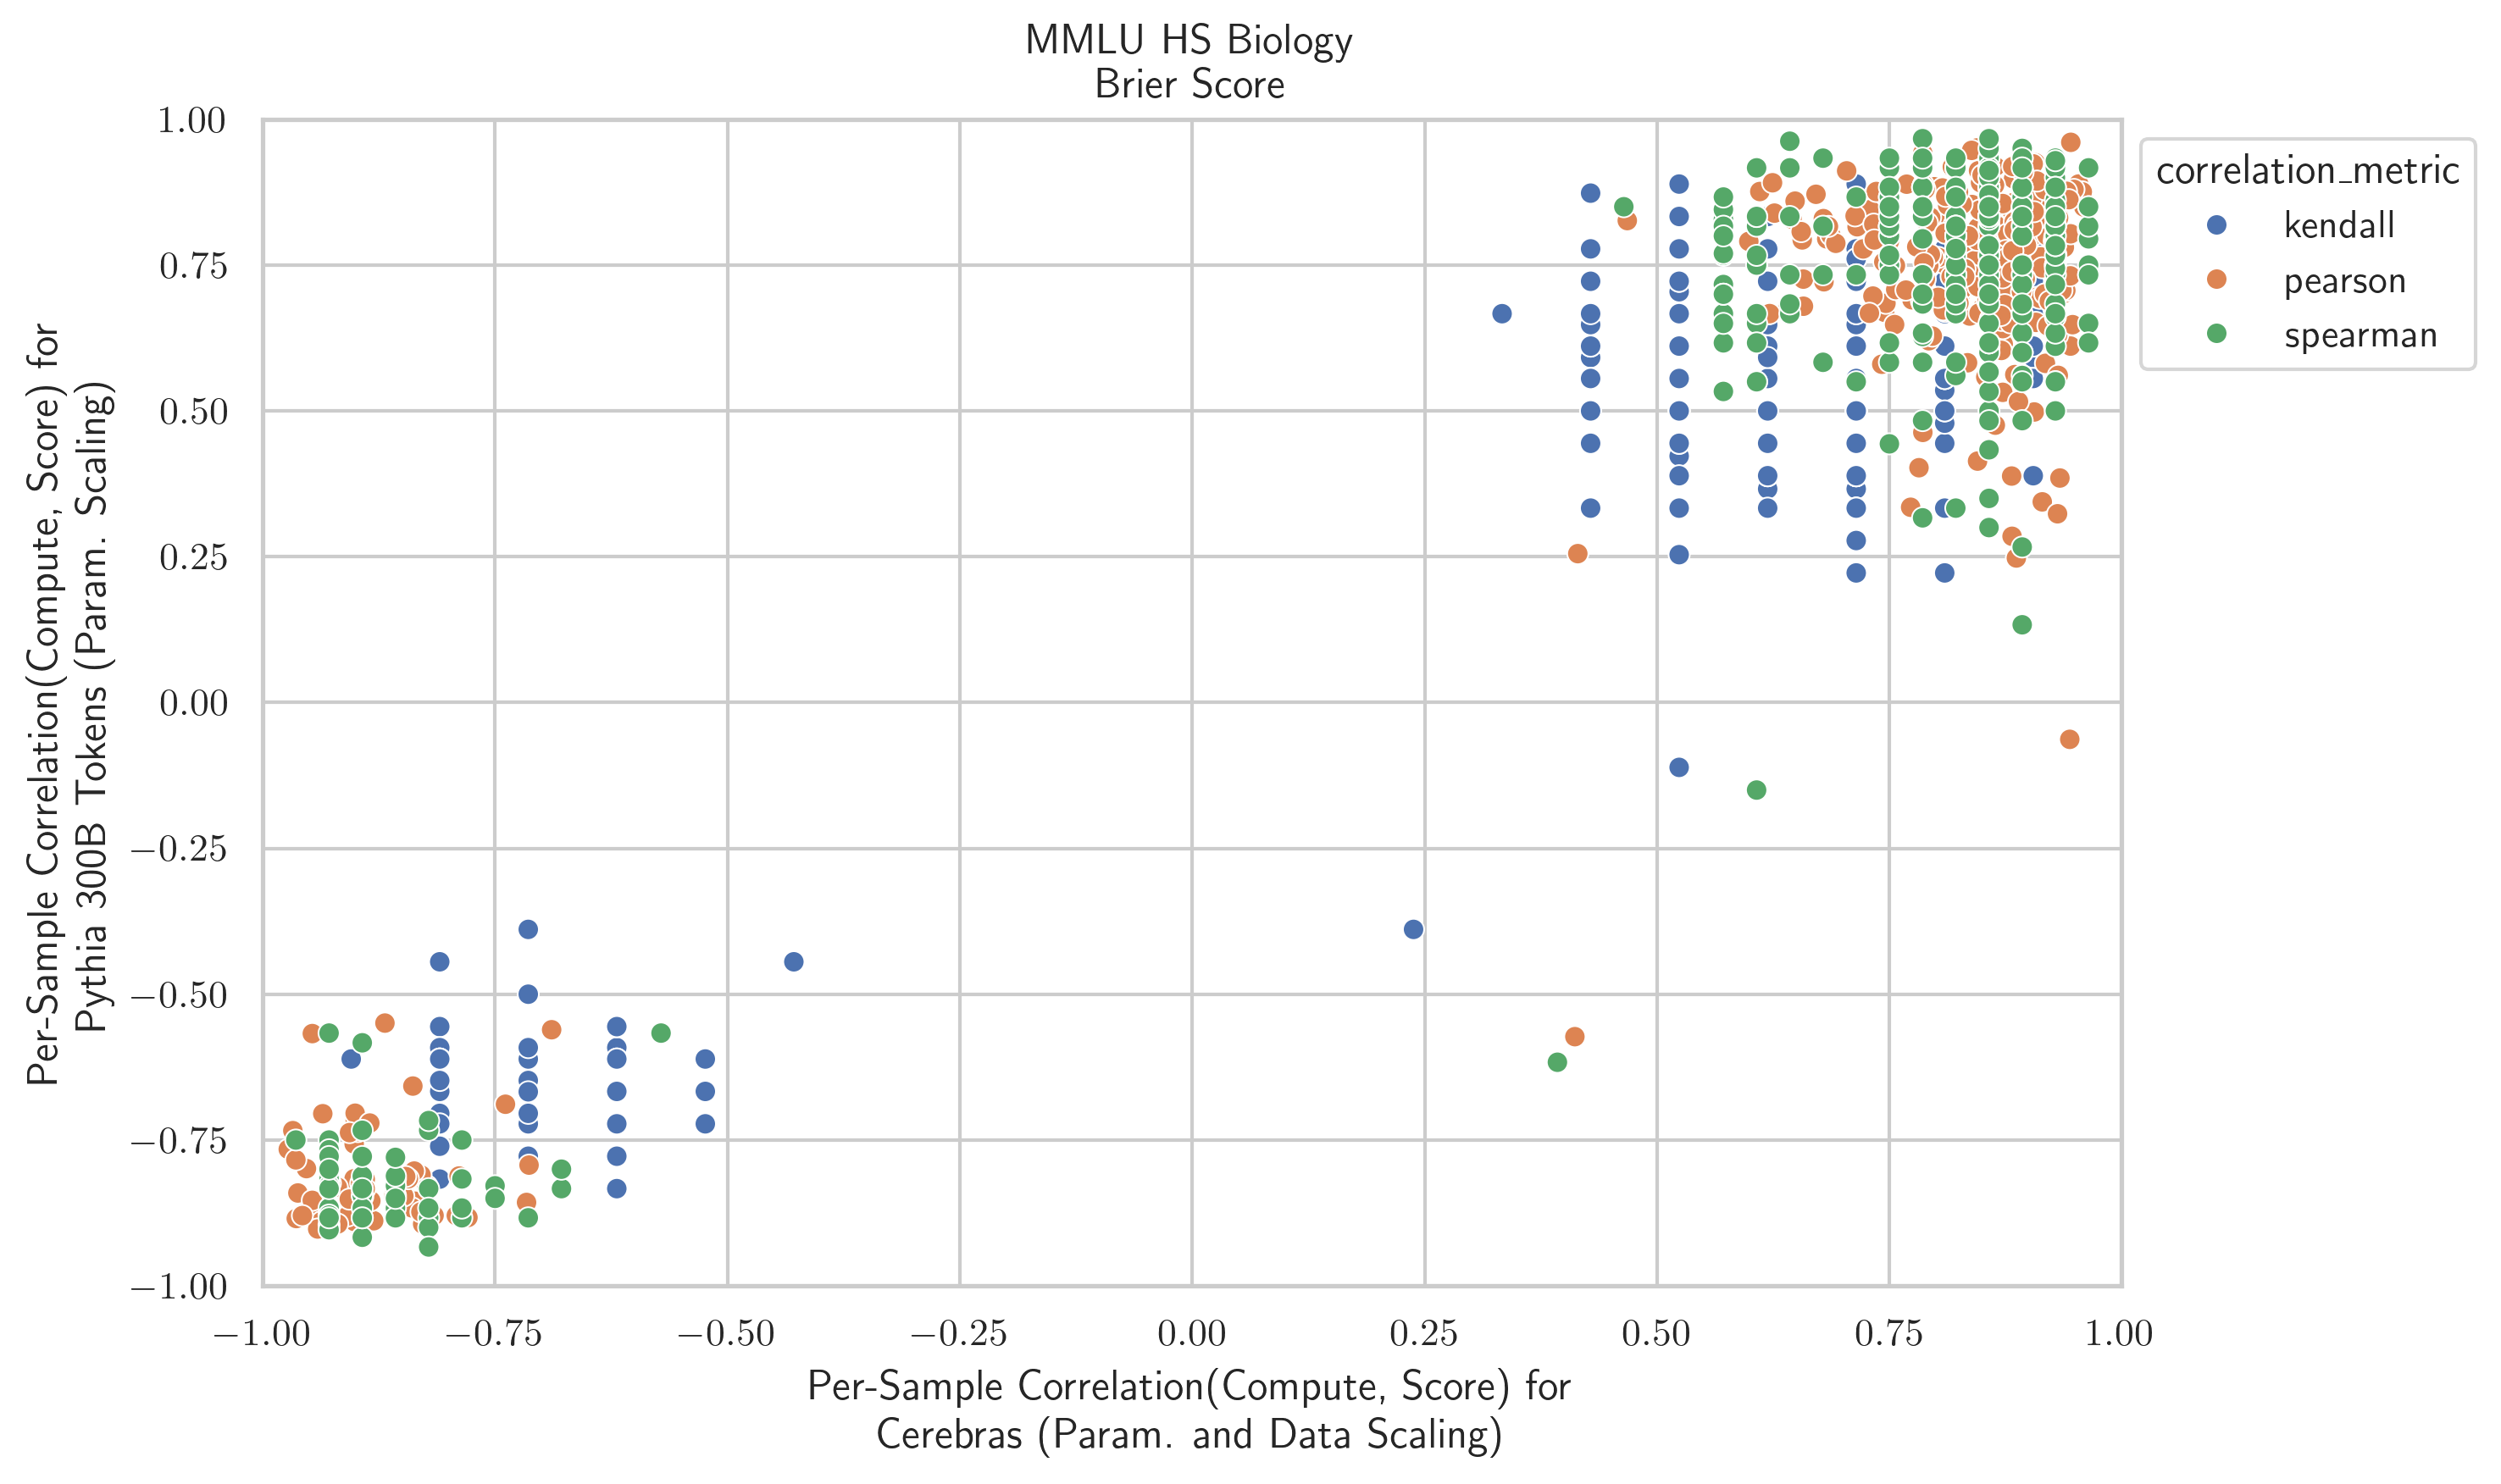 MMLU HS Biology
Brier Score
Per-Sample Correlation(Compute, Score) for
Pythia 300B Tokens (Param. Scaling)
1.00
0.75
0.50
0.25
0.00
−0.25
−0.50
−0.75
−1.00
−1.00 −0.75 −0.50 −0.25 0.00 0.25 0.50 0.75 1.00
Per-Sample Correlation(Compute, Score) for
Cerebras (Param. and Data Scaling)
correlation_metric
kendall
pearson
spearman